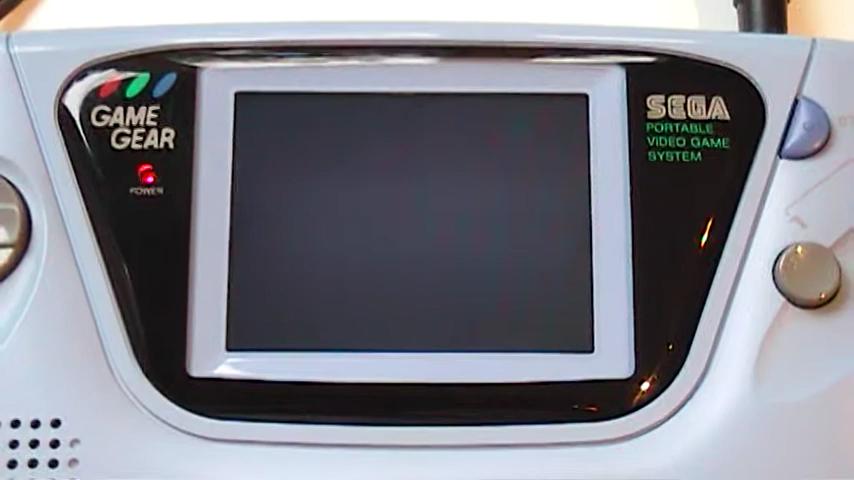 GAME
GEAR
POWER
SEGA
PORTABLE
VIDEO GAME
SYSTEM